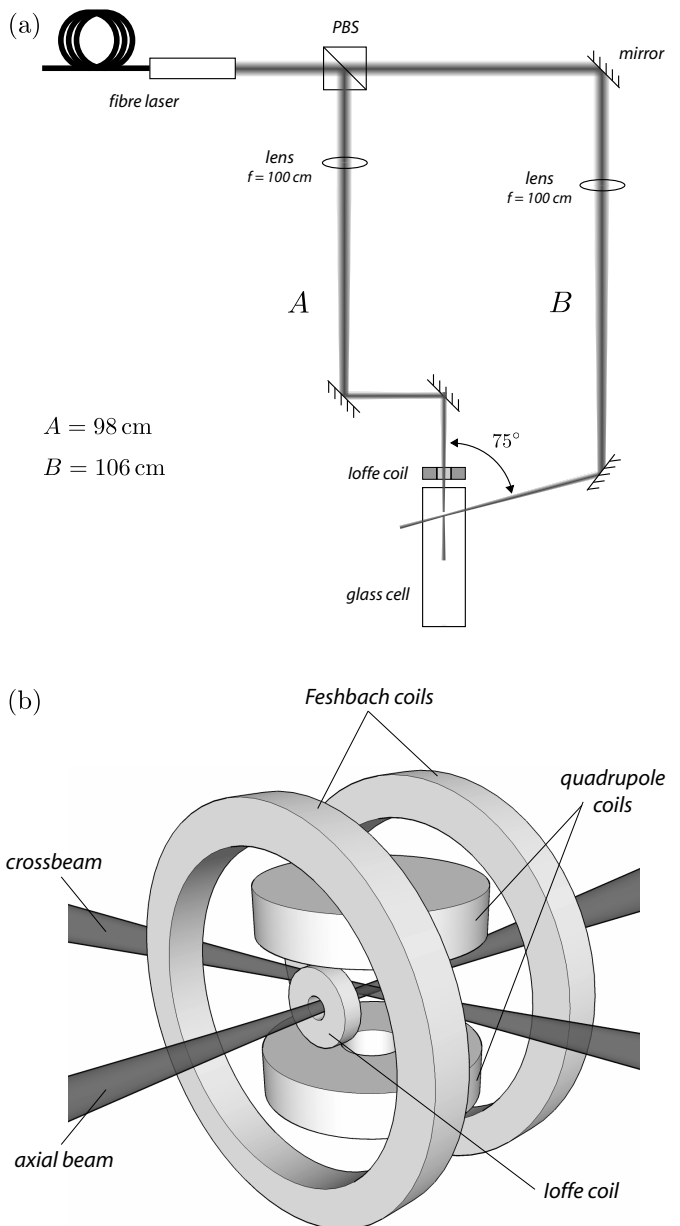 (a)
PBS
mirror
fibre laser
lens
f = 100 cm
lens
f = 100 cm
A
B
A = 98 cm
B = 106 cm
75°
Ioffe coil
glass cell
(b)
Feshbach coils
quadrupole
coils
crossbeam
axial beam
Ioffe coil